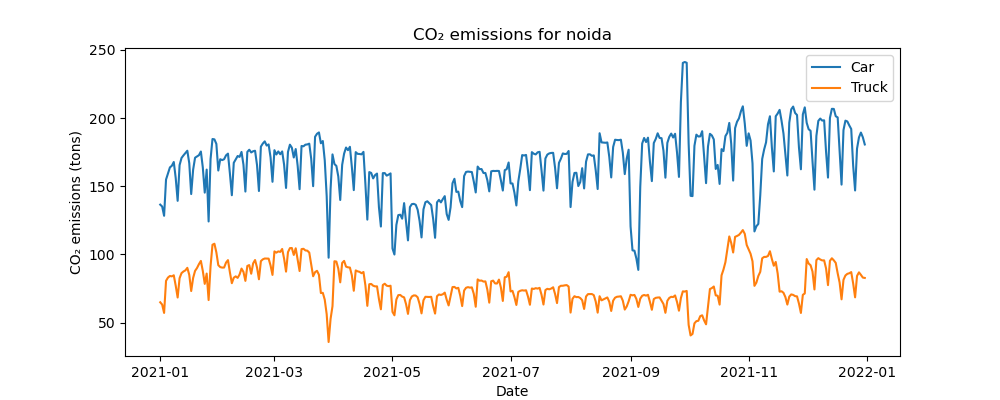 CO₂ emissions for noida
CO₂ emissions (tons)
250
200
150
100
50
Car
Truck
2021-01 2021-03 2021-05 2021-07 2021-09 2021-11 2022-01
Date